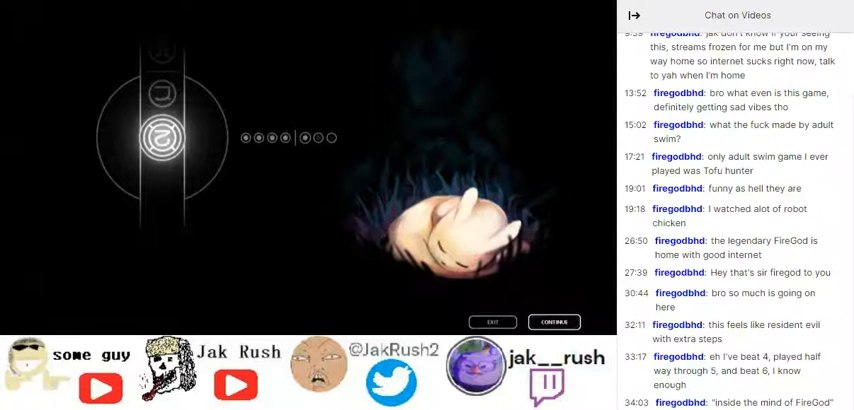 Chat on Videos
9:39 firegodbhd: jak don't know if your seeing
this, streams frozen for me but I'm on my
way home so internet sucks right now, talk
to yah when I'm home
13:52 firegodbhd: bro what even is this game,
definitely getting sad vibes tho
15:02 firegodbhd: what the fuck made by adult
swim?
17:21 firegodbhd: only adult swim game I ever
played was Tofu hunter
19:01 firegodbhd: funny as hell they are
19:18 firegodbhd: I watched alot of robot
chicken
26:50 firegodbhd: the legendary FireGod is
home with good internet
27:39 firegodbhd: Hey that's sir firegod to you
30:44 firegodbhd: bro so much is going on
here
32:11 firegodbhd: this feels like resident evil
with extra steps
33:17 firegodbhd: eh I've beat 4, played half
way through 5, and beat 6, I know
enough
34:03 firegodbhd: "inside the mind of FireGod"
EXIT
CONTINUE
some guy
Jak Rush
@JakRush2
jak__rush